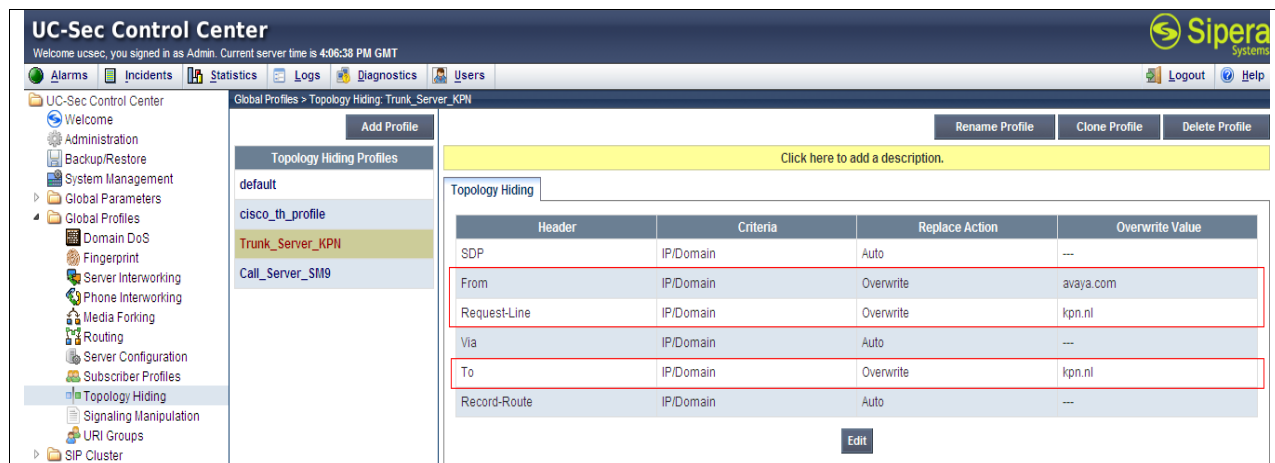 UC-Sec Control Center
Sipera
Systems
Welcome ucsec, you signed in as Admin. Current server time is 4:06:38 PM GMT
Alarms Incidents Statistics Logs Diagnostics Users Logout Help
UC-Sec Control Center
Welcome
Administration
Backup/Restore
System Management
Global Parameters
Global Profiles
Domain DoS
Fingerprint
Server Interworking
Phone Interworking
Media Forking
Routing
Server Configuration
Subscriber Profiles
Topology Hiding
Signaling Manipulation
URI Groups
SIP Cluster
Global Profiles > Topology Hiding: Trunk_Server_KPN
Add Profile
Topology Hiding Profiles
default
cisco_th_profile
Trunk_Server_KPN
Call_Server_SM9
Rename Profile Clone Profile Delete Profile
Click here to add a description.
Topology Hiding
Header Criteria Replace Action Overwrite Value
SDP IP/Domain Auto ---
From IP/Domain Overwrite avaya.com
Request-Line IP/Domain Overwrite kpn.nl
Via IP/Domain Auto ---
To IP/Domain Overwrite kpn.nl
Record-Route IP/Domain Auto ---
Edit